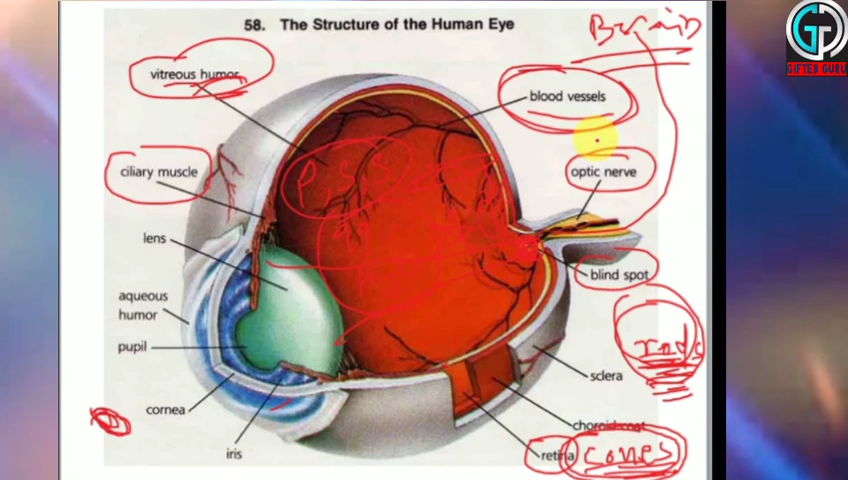 58. The Structure of the Human Eye
Brain
GIFTED GURU
vitreous humor
blood vessels
ciliary muscle
optic nerve
lens
blind spot
aqueous
humor
rods
pupil
sclera
cornea
choroid coat
iris
retina
cones